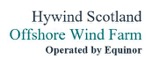 Hywind Scotland
Offshore Wind Farm
Operated by Equinor